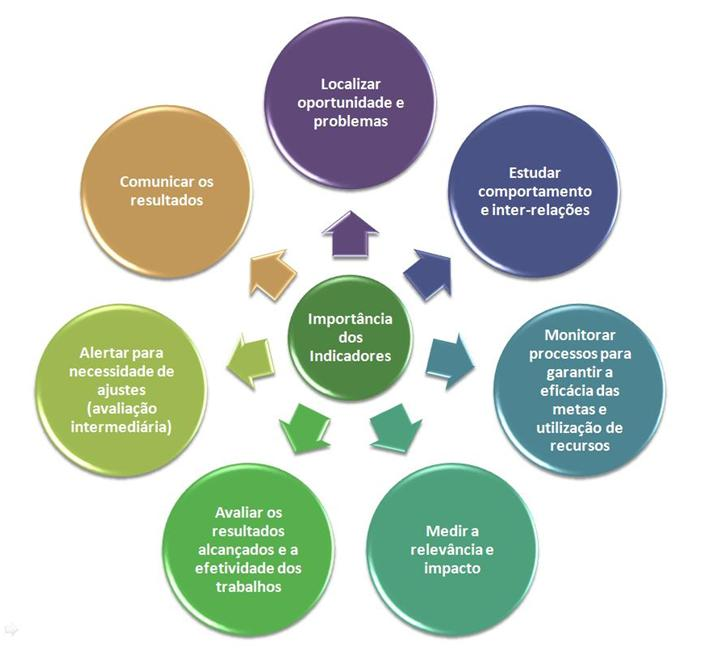 Localizar
oportunidade e
problemas
Estudar
comportamento
e inter-relações
Monitorar
processos para
garantir a
eficácia das
metas e
utilização de
recursos
Medir a
relevância e
impacto
Avaliar os
resultados
alcançados e a
efetividade dos
trabalhos
Alertar para
necessidade de
ajustes
(avaliação
intermediária)
Comunicar os
resultados
Importância
dos
Indicadores